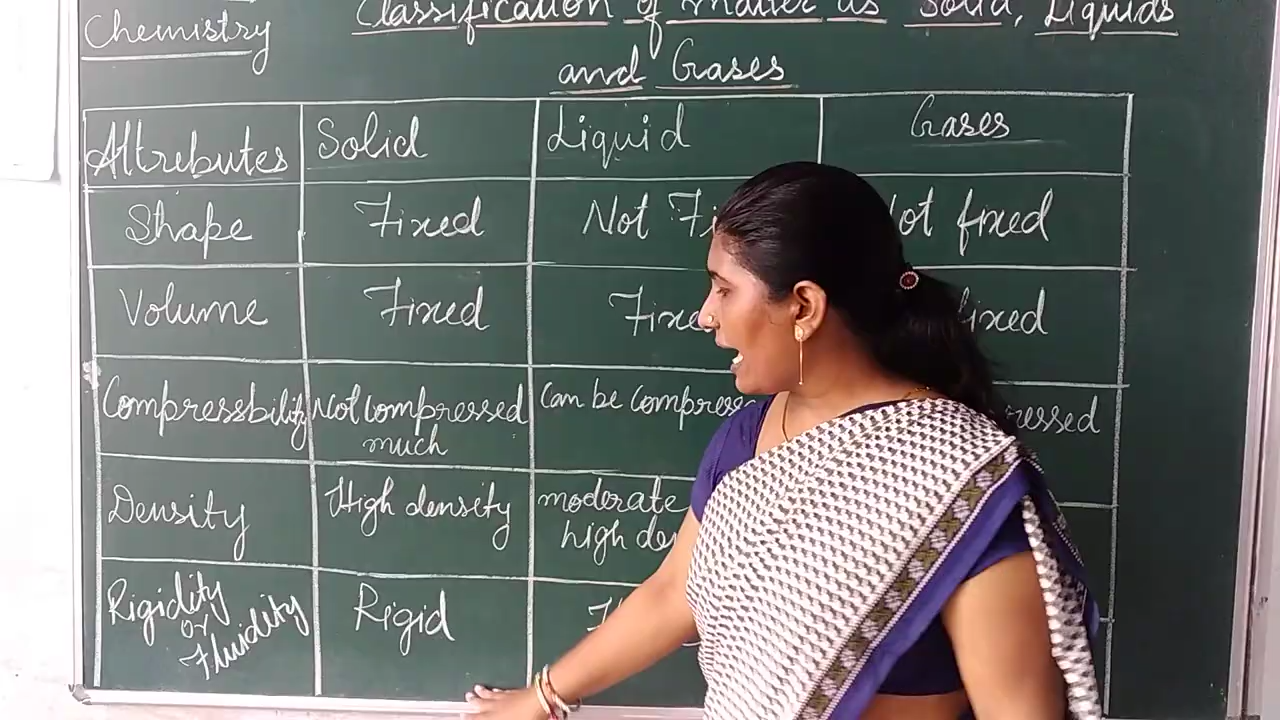 Chemistry
Classification of matter as Solid, Liquids
and Gases
Attributes Solid Liquid Gases
Shape Fixed Not fixed
Volume Fixed
Compressbility Not Compressed much Can be
Density High density moderate high
Rigidity or Fluidity Rigid